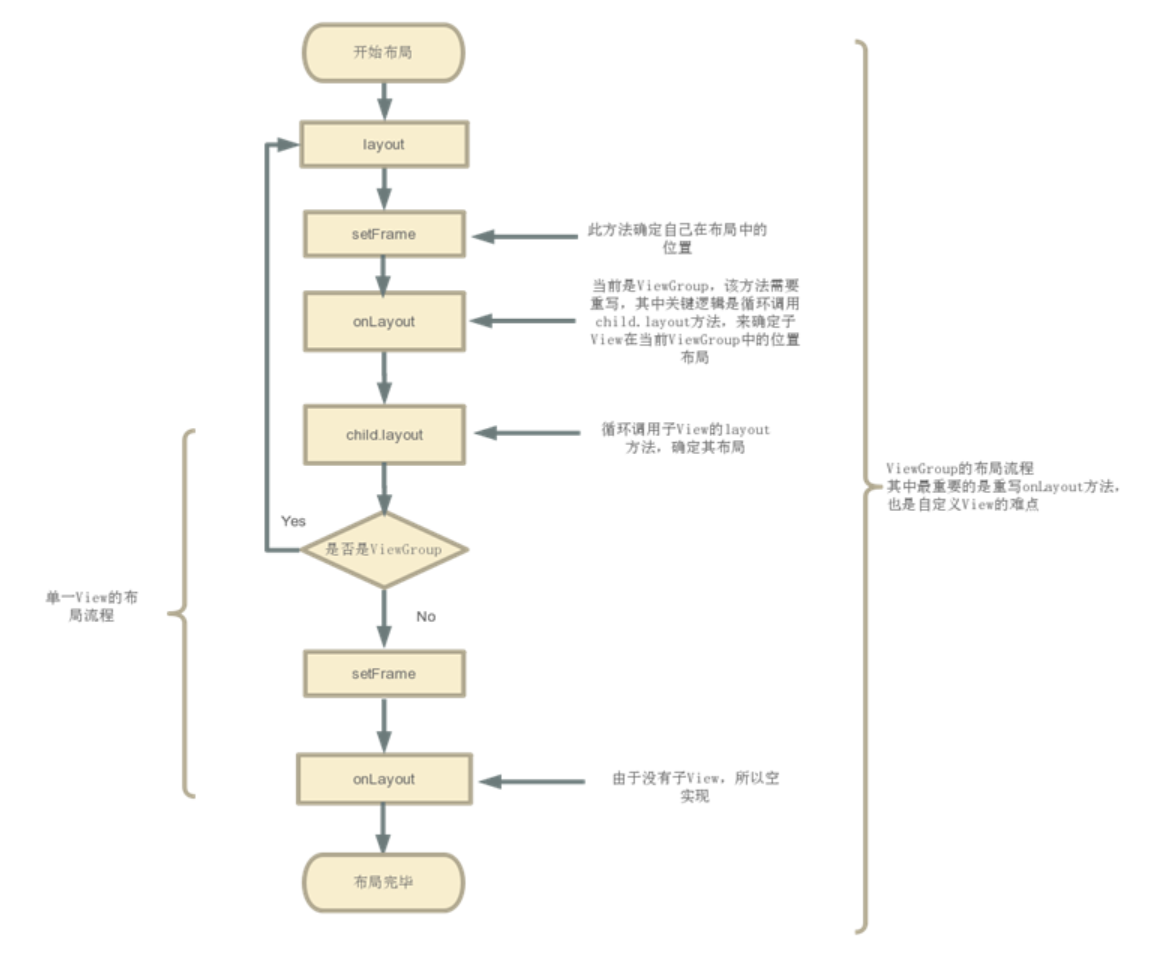 开始布局
layout
setFrame
此方法确定自己在布局中的
位置
onLayout
当前是ViewGroup，该方法需要
重写，其中关键逻辑是循环调用
child.layout方法，来确定子
View在当前ViewGroup中的位置
布局
child.layout
循环调用子View的layout
方法，确定其布局
ViewGroup的布局流程
其中最重要的是重写onLayout方法，
也是自定义View的难点
Yes
是否是ViewGroup
单一View的布
局流程
No
setFrame
onLayout
由于没有子View，所以空
实现
布局完毕